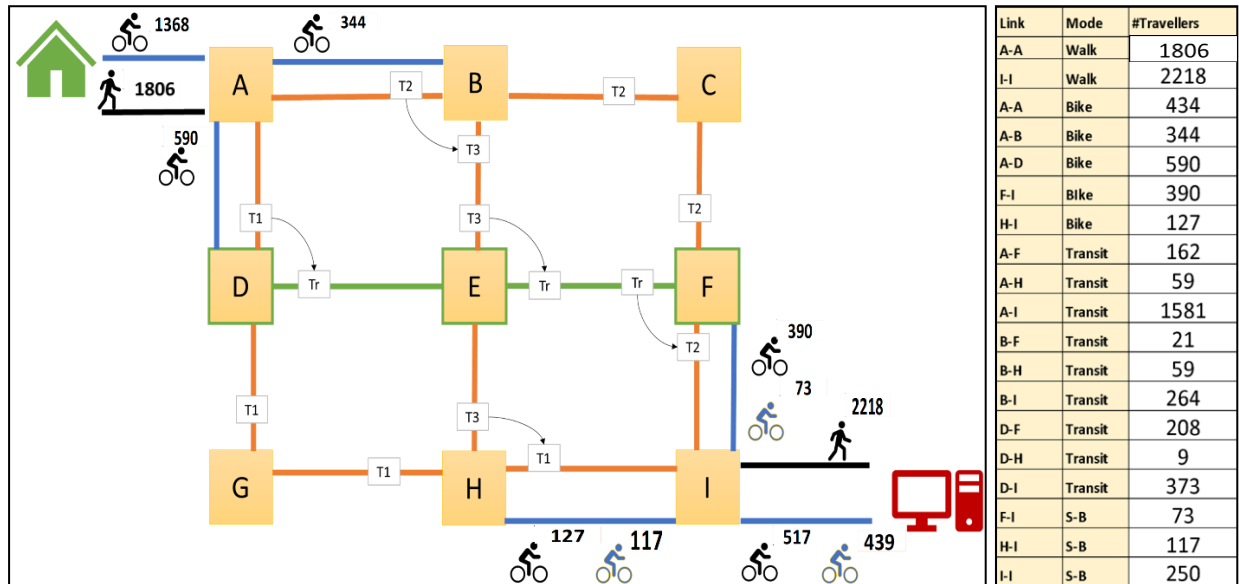 1368
344
1806
590
A
B
C
T2
T2
T3
T1
T3
T2
D
Tr
E
Tr
Tr
F
T2
390
73
2218
T1
T3
T1
T1
G
H
I
127
117
517
439
Link Mode #Travellers
A-A Walk 1806
I-I Walk 2218
A-A Bike 434
A-B Bike 344
A-D Bike 590
F-I BIke 390
H-I Bike 127
A-F Transit 162
A-H Transit 59
A-I Transit 1581
B-F Transit 21
B-H Transit 59
B-I Transit 264
D-F Transit 208
D-H Transit 9
D-I Transit 373
F-I S-B 73
H-I S-B 117
I-I S-B 250